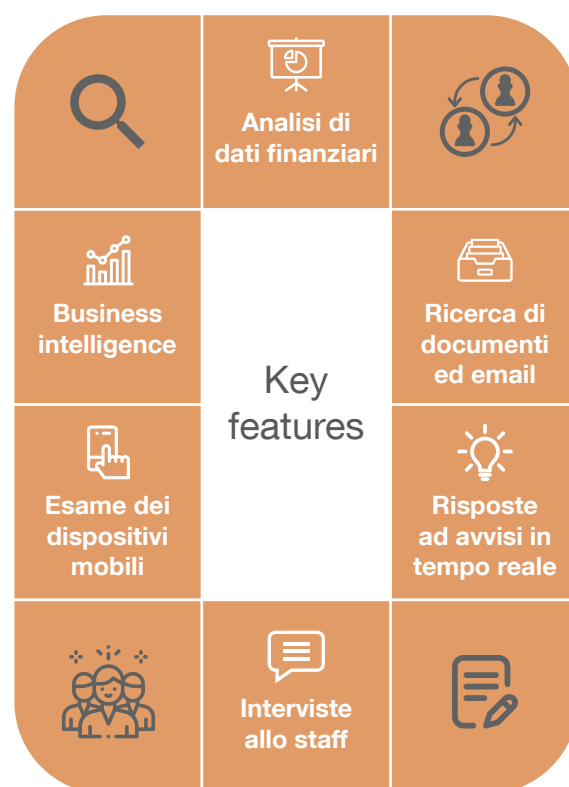 Analisi di
dati finanziari
Business
intelligence
Key
features
Ricerca di
documenti
ed email
Esame dei
dispositivi
mobili
Risposte
ad avvisi in
tempo reale
Interviste
allo staff